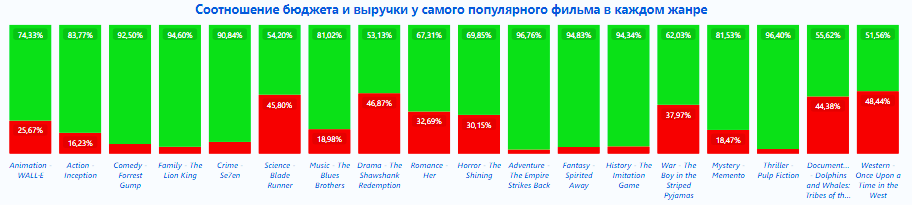 Соотношение бюджета и выручки у самого популярного фильма в каждом жанре
74,33% 83,77% 92,50% 94,60% 90,84% 54,20% 81,02% 53,13% 67,31% 69,85% 96,76% 94,83% 94,34% 62,03% 81,53% 96,40% 55,62% 51,56%
25,67% 16,23% 45,80% 18,98% 46,87% 32,69% 30,15% 37,97% 18,47% 44,38% 48,44%
Animation -
WALL·E
Action -
Inception
Comedy -
Forrest
Gump
Family - The
Lion King
Crime -
Se7en
Science -
Blade
Runner
Music - The
Blues
Brothers
Drama - The
Shawshank
Redemption
Romance -
Her
Horror - The
Shining
Adventure
The Empire
Strikes Back
Fantasy -
Spirited
Away
History - The
Imitation
Game
War - The
Boy in the
Striped
Pyjamas
Mystery -
Memento
Thriller -
Pulp Fiction
Document...
- Dolphins
and Whales:
Tribes of th...
Western -
Once Upon a
Time in the
West